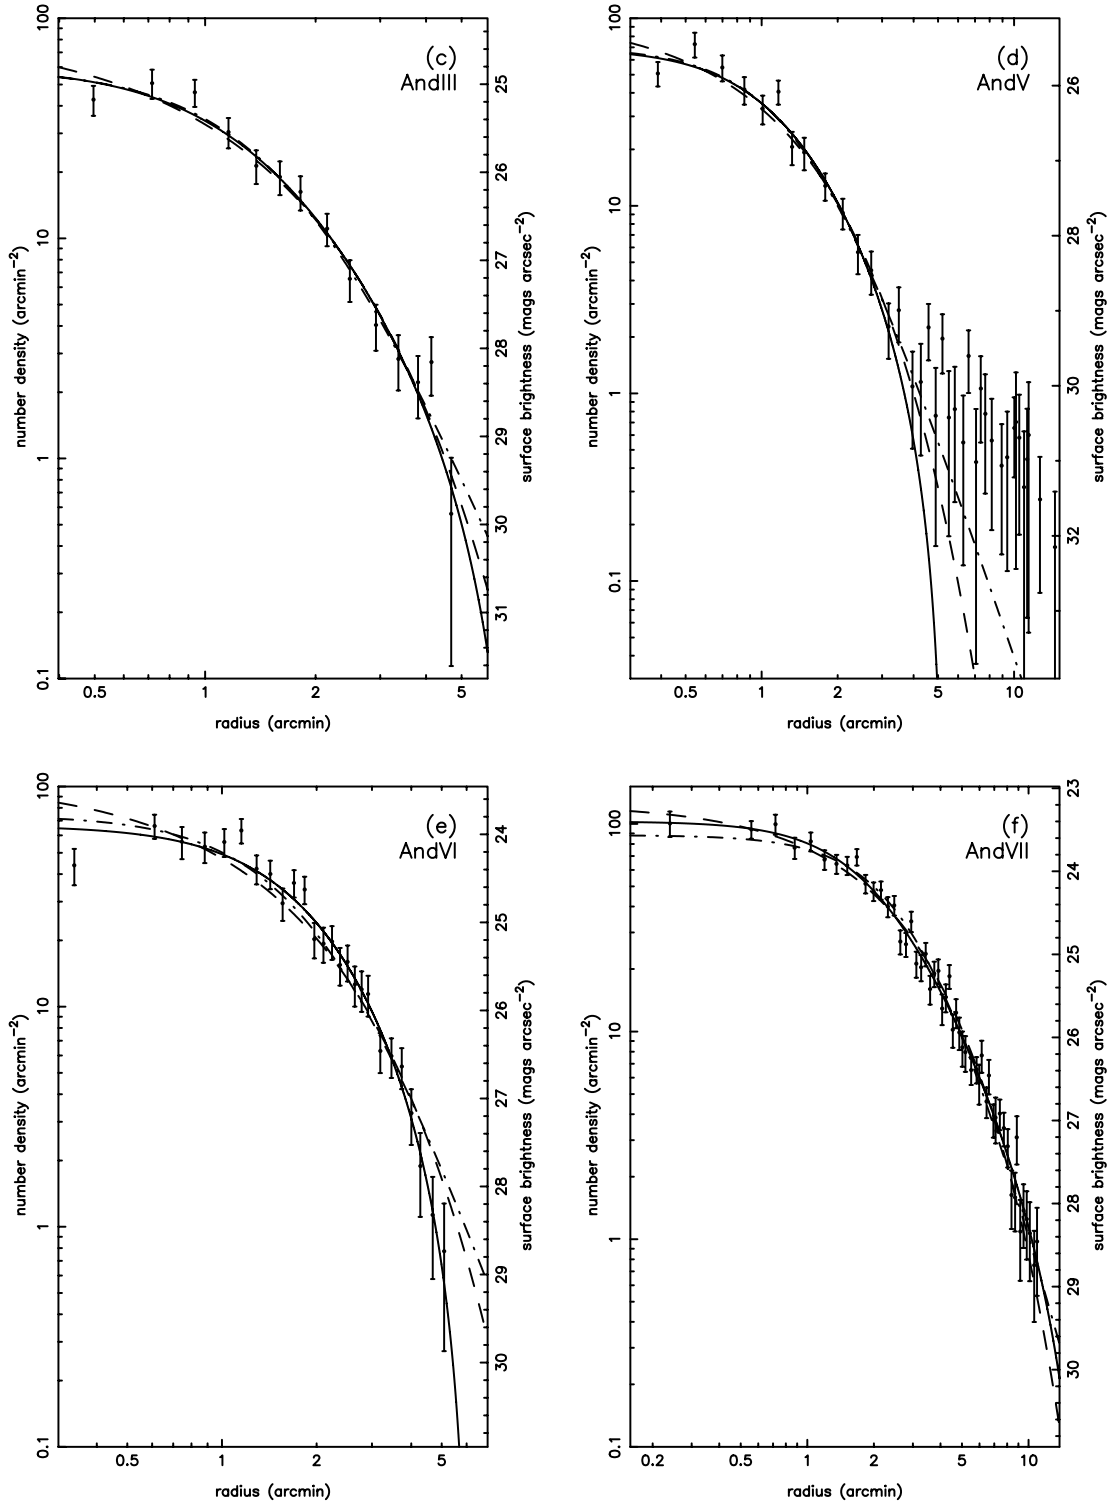 100
10
1
0.1
number density (arcmin−2)
(c)
AndIII
25
26
27
28
29
30
31
surface brightness (mags arcsec−2)
0.5 1 2 5
radius (arcmin)
10
1
0.1
number density (arcmin−2)
(d)
AndV
26
28
30
32
surface brightness (mags arcsec−2)
0.5 1 2 5 10
radius (arcmin)
100
10
1
0.1
number density (arcmin−2)
(e)
AndVI
24
25
26
27
28
29
30
surface brightness (mags arcsec−2)
0.5 1 2 5
radius (arcmin)
100
10
1
0.1
number density (arcmin−2)
(f)
AndVII
23
24
25
26
27
28
29
30
surface brightness (mags arcsec−2)
0.2 0.5 1 2 5 10
radius (arcmin)
100